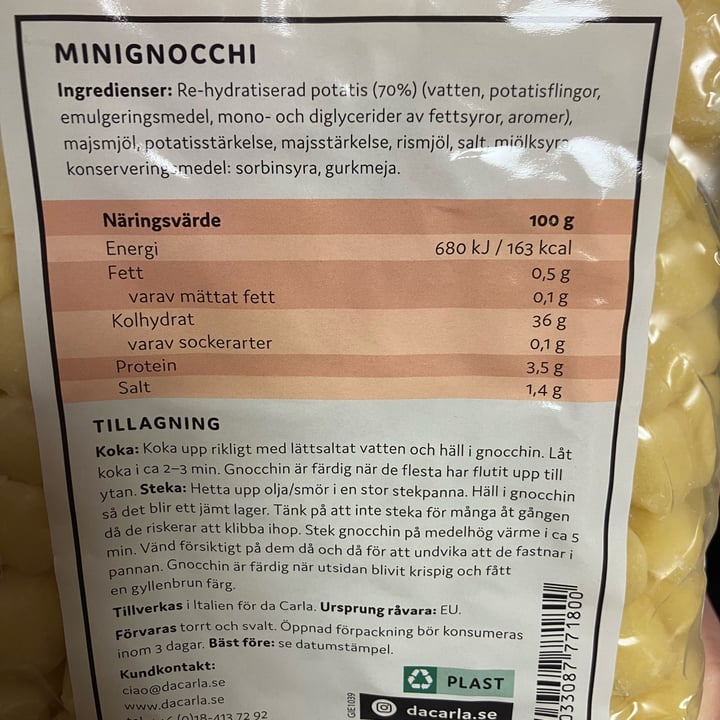 MINIGNOCCHI
Ingredienser: Re-hydratiserad potatis (70%) (vatten, potatisflingor,
emulgeringsmedel, mono- och diglycerider av fettsyror, aromer),
majsmjöl, potatisstärkelse, majsstärkelse, rismjöl, salt, mjölksyra,
konserveringsmedel: sorbinsyra, gurkmeja.
Näringsvärde 100 g
Energi 680 kJ / 163 kcal
Fett 0,5 g
varav mättat fett 0,1 g
Kolhydrat 36 g
varav sockerarter 0,1 g
Protein 3,5 g
Salt 1,4 g
TILLAGNING
Koka: Koka upp rikligt med lättsaltat vatten och häll i gnocchin. Låt
koka i ca 2–3 min. Gnocchin är färdig när de flesta har flutit upp till
ytan. Steka: Hetta upp olja/smör i en stor stekpanna. Häll i gnocchin
så det blir ett jämt lager. Tänk på att inte steka för många åt gången
då de riskerar att klibba ihop. Stek gnocchin på medelhög värme i ca 5
min. Vänd försiktigt på dem då och då för att undvika att de fastnar i
pannan. Gnocchin är färdig när utsidan blivit krispig och fått
en gyllenbrun färg.
Tillverkas i Italien för da Carla. Ursprung råvara: EU.
Förvaras torrt och svalt. Öppnad förpackning bör konsumeras
inom 3 dagar. Bäst före: se datumstämpel.
Kundkontakt:
ciao@dacarla.se
www.dacarla.se
(0)18-413 72 92
PLAST
dacarla.se
GIE1039
33087771800